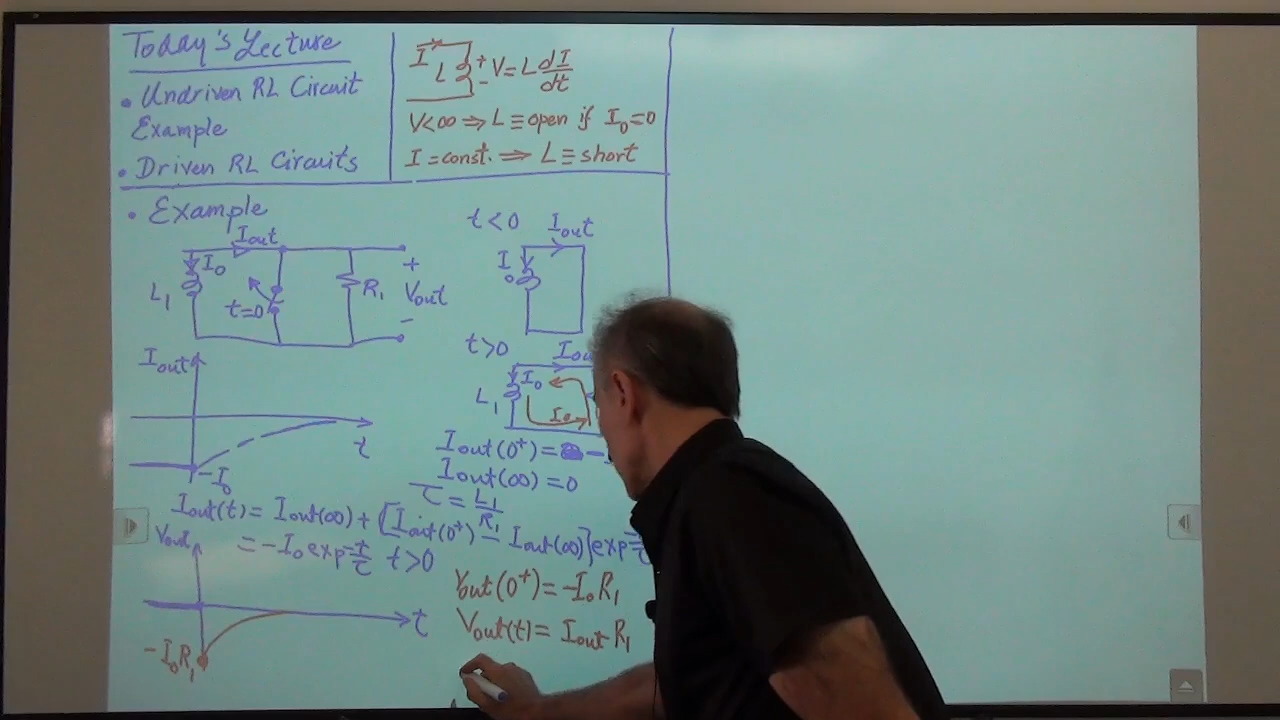 Today's Lecture
• Undriven RL Circuit
Example
• Driven RL Circuits
I L + - V = L dI/dt
V<∞ ⇒ L ≡ open if I₀=0
I = const. ⇒ L ≡ short
• Example
Iout
I₀
L₁
t=0
R₁
+
Vout
-
t<0
Iout
I₀
t>0
I₀
L₁
I₀
Iout
t
-I₀
Iout(0⁺) = -
Iout(∞) = 0
τ = L₁/R₁
Iout(t) = Iout(∞) + [Iout(0⁺) - Iout(∞)] exp -t/τ
= -I₀ exp -t/τ t>0
Vout
t
-I₀R₁
Vout(0⁺) = -I₀R₁
Vout(t) = Iout R₁